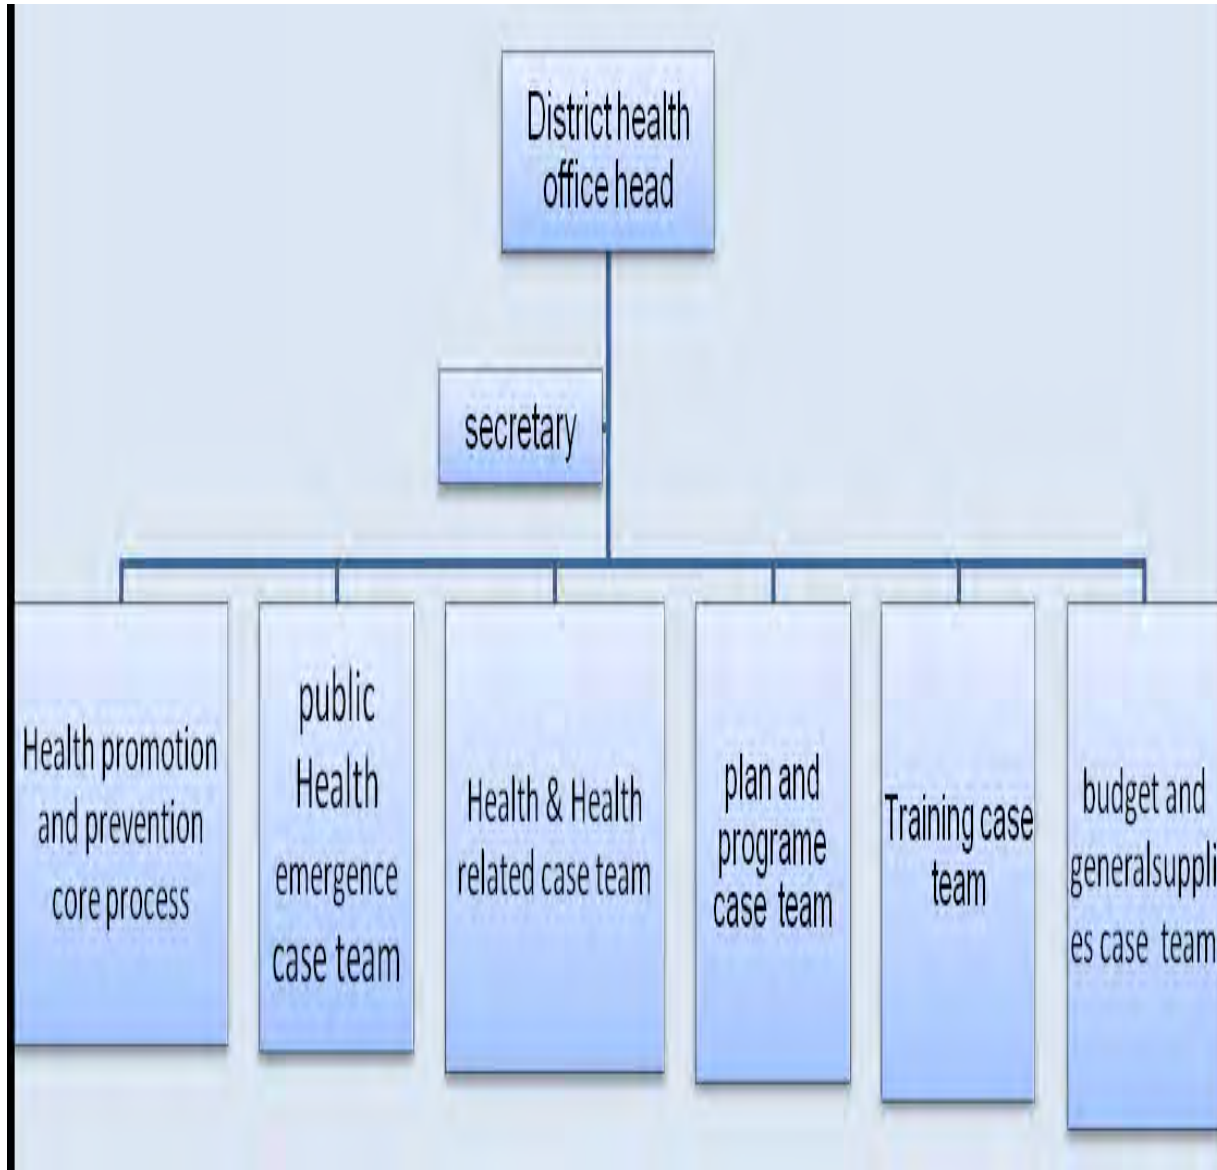 District health
office head
secretary
Health promotion
and prevention
core process
public
Health
emergence
case team
Health & Health
related case team
plan and
programe
case team
Training case
team
budget and
generalsuppli
es case team